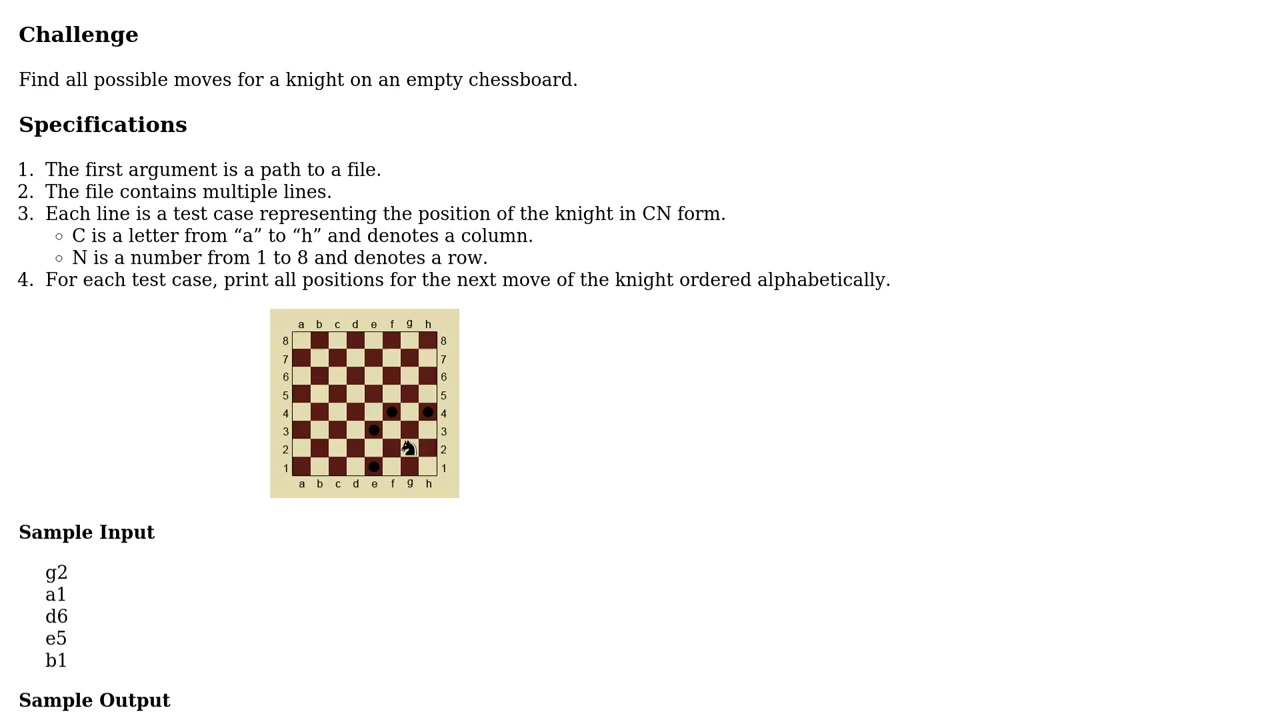 Challenge
Find all possible moves for a knight on an empty chessboard.
Specifications
1. The first argument is a path to a file.
2. The file contains multiple lines.
3. Each line is a test case representing the position of the knight in CN form.
○ C is a letter from “a” to “h” and denotes a column.
○ N is a number from 1 to 8 and denotes a row.
4. For each test case, print all positions for the next move of the knight ordered alphabetically.
a b c d e f g h
8 8
7 7
6 6
5 5
4 4
3 3
2 2
1 1
a b c d e f g h
Sample Input
g2
a1
d6
e5
b1
Sample Output